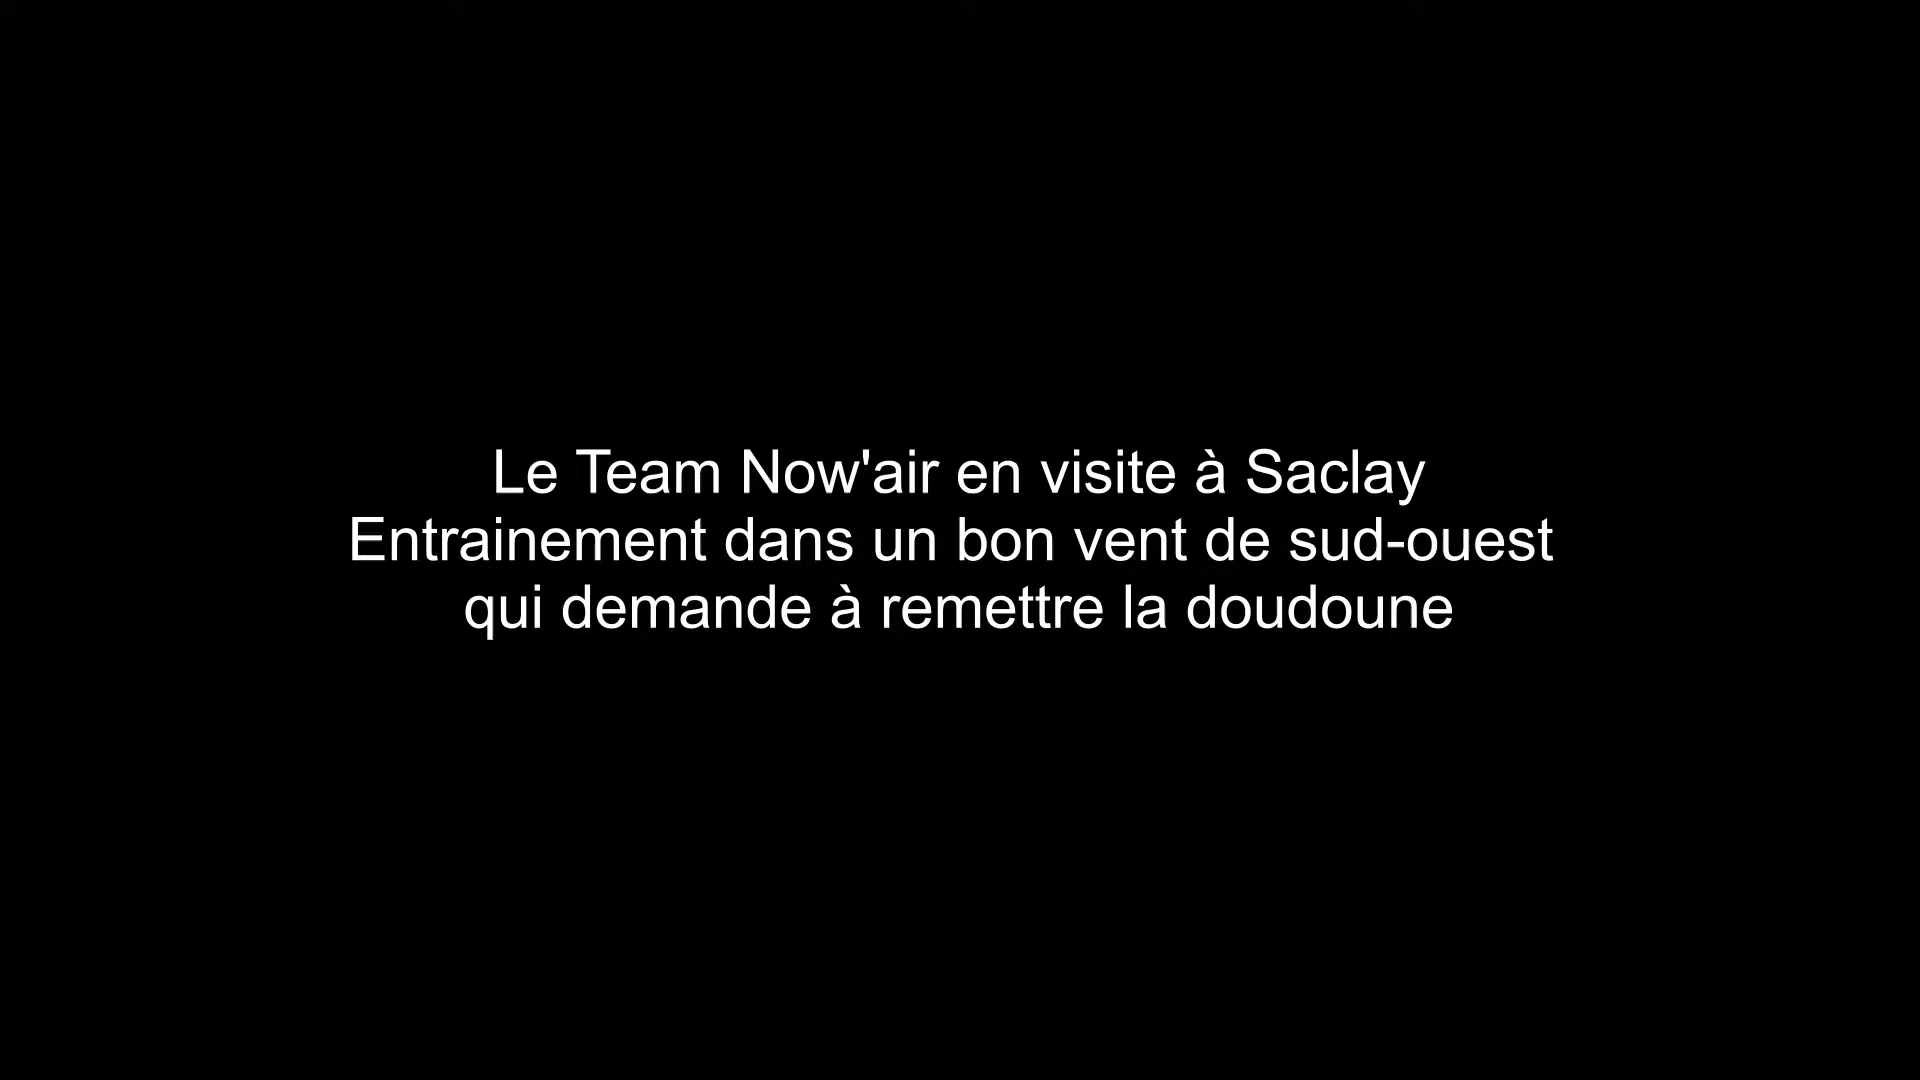 Le Team Now'air en visite à Saclay
Entrainement dans un bon vent de sud-ouest
qui demande à remettre la doudoune